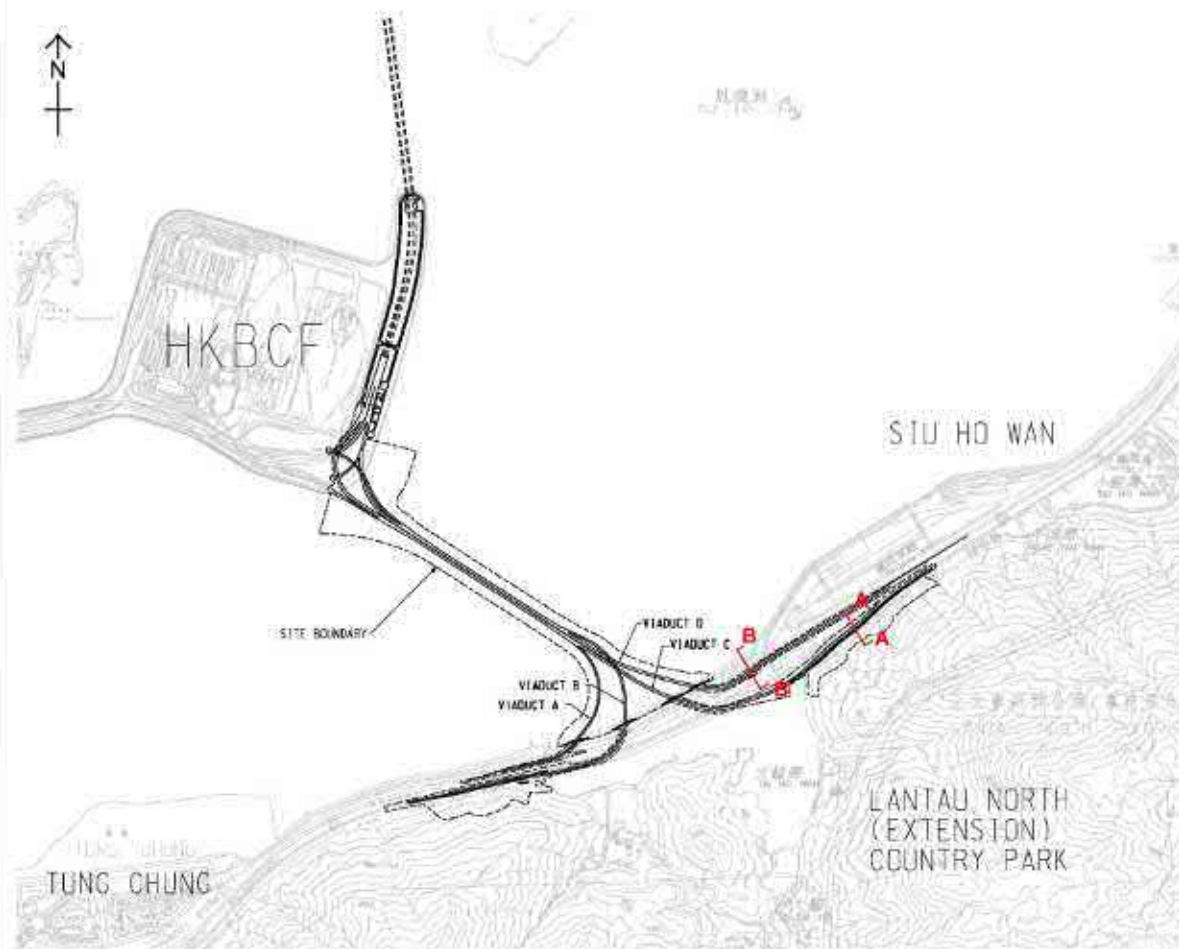 N
HKBCF
SIU HO WAN
SITE BOUNDARY
VIADUCT D
VIADUCT C
VIADUCT B
VIADUCT A
A
A
B
B
LANTAU NORTH
(EXTENSION)
COUNTRY PARK
TUNG CHUNG